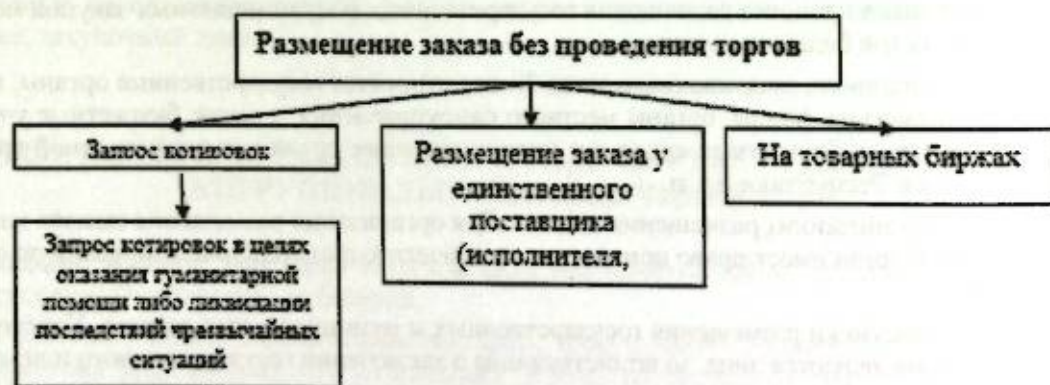 Размещение заказа без проведения торгов
Запрос котировок
Размещение заказа у
единственного
поставщика
(исполнителя,
На товарных биржах
Запрос котировок в целях
оказания гуманитарной
помощи либо ликвидации
последствий чрезвычайных
ситуаций